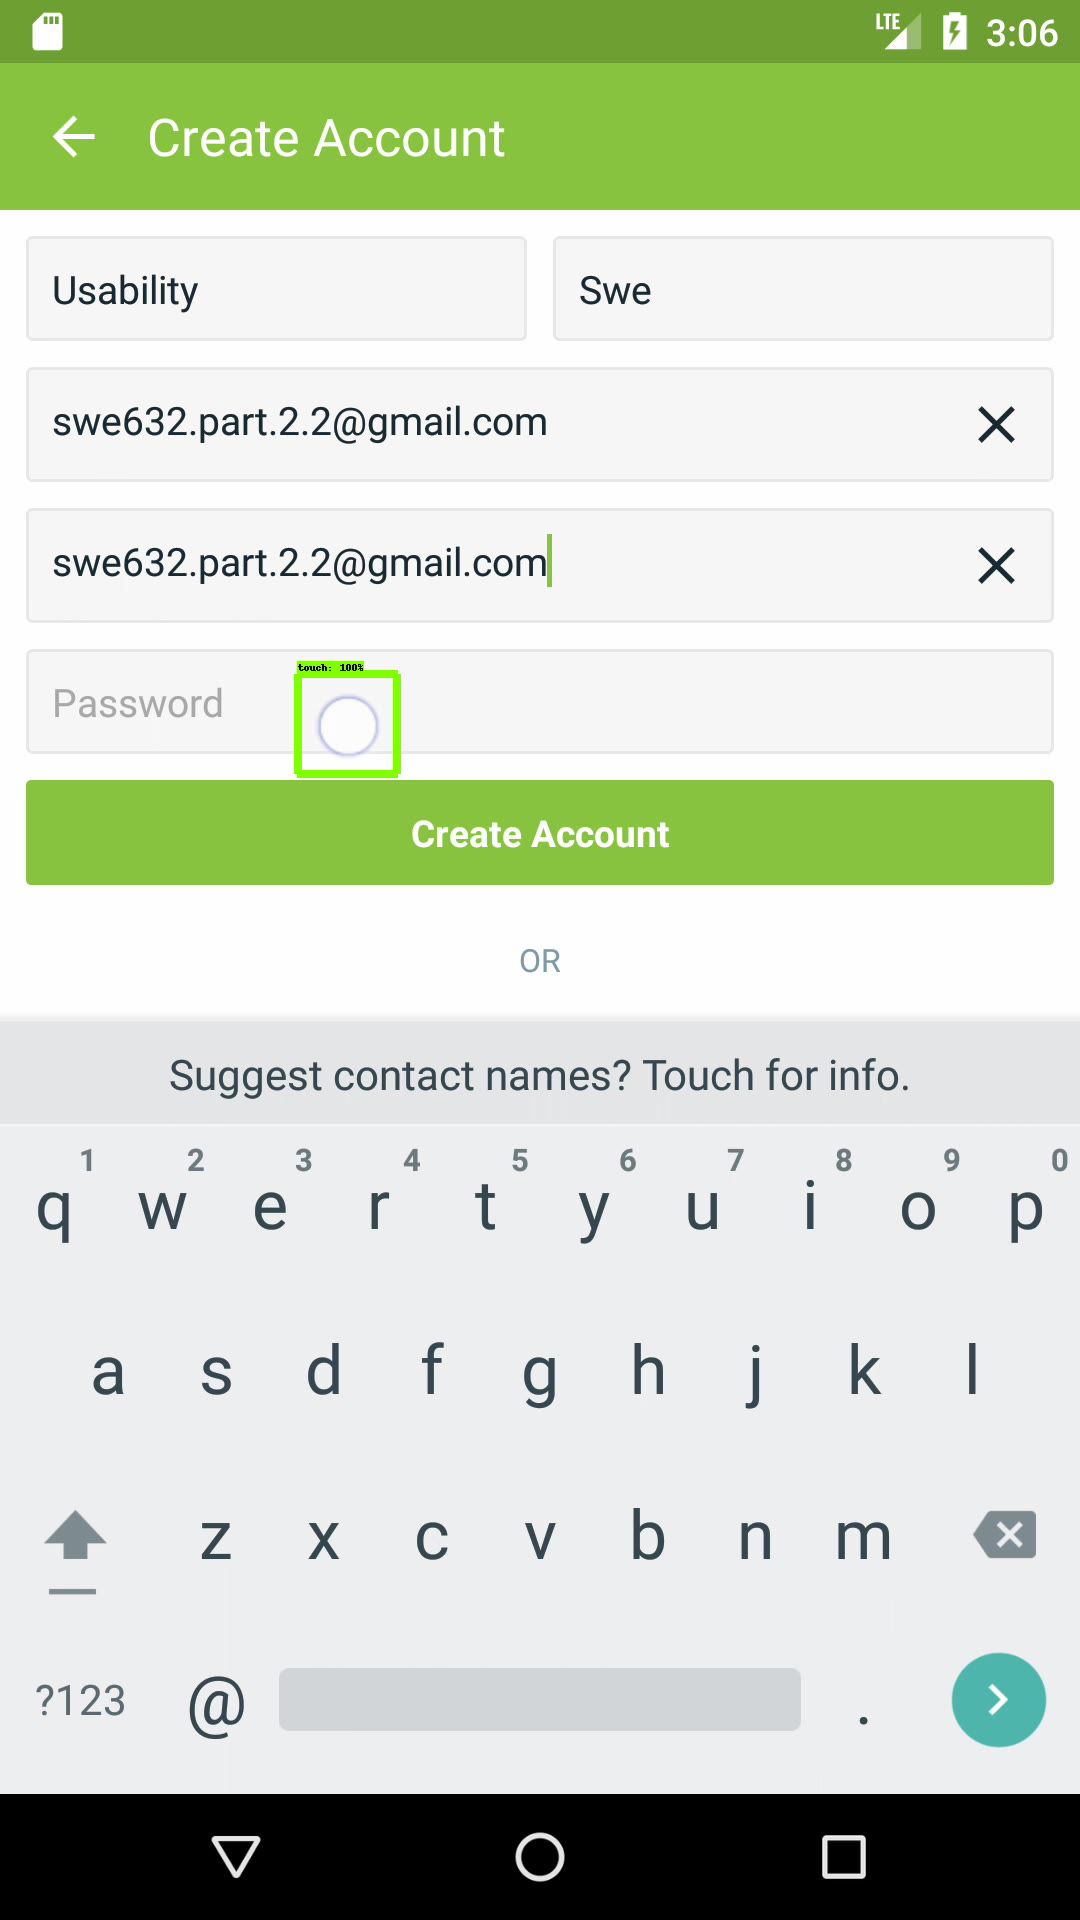 LTE 3:06
Create Account
Usability Swe
swe632.part.2.2@gmail.com
swe632.part.2.2@gmail.com
touch: 100%
Password
Create Account
OR
Suggest contact names? Touch for info.
1 2 3 4 5 6 7 8 9 0
q w e r t y u i o p
a s d f g h j k l
z x c v b n m
?123 @ .